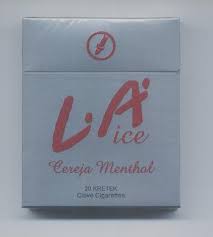 L.A.
ice
Cereja Menthol
20 KRETEK
Clove Cigarettes